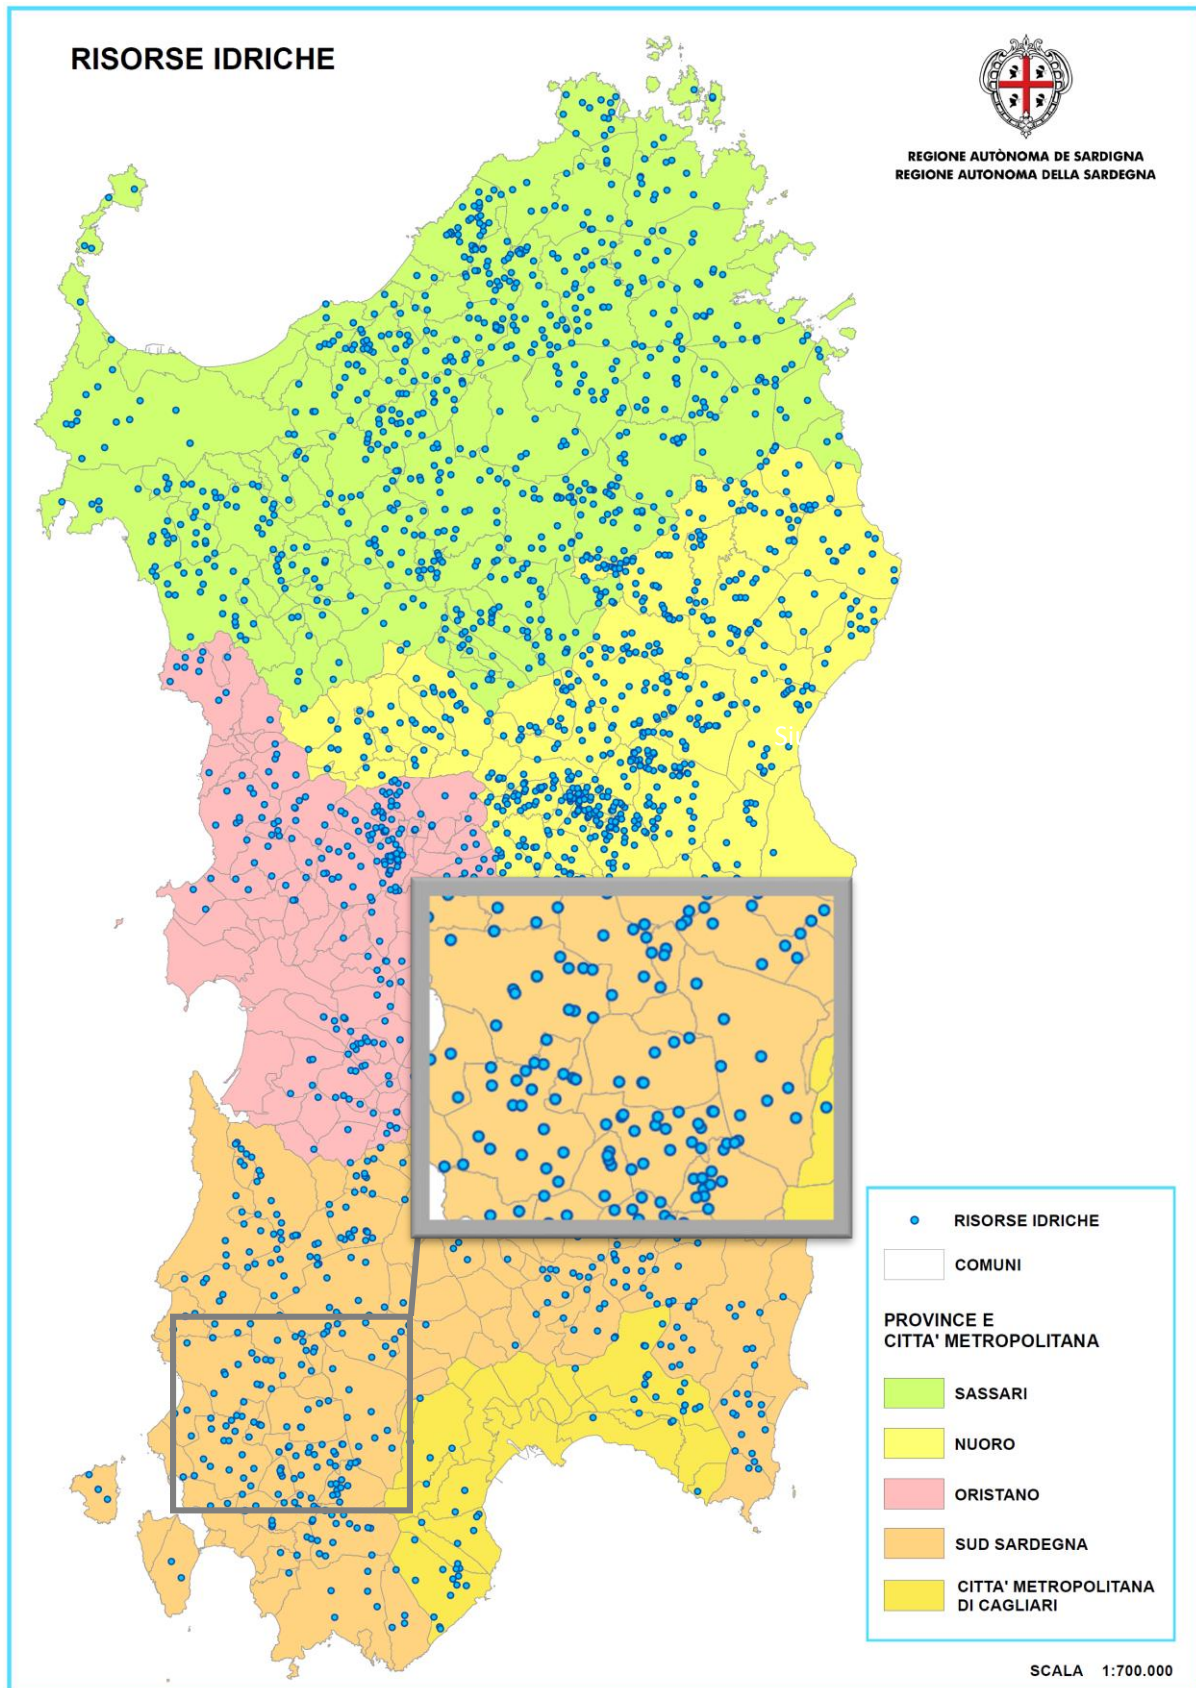 RISORSE IDRICHE
REGIONE AUTÒNOMA DE SARDIGNA
REGIONE AUTONOMA DELLA SARDEGNA
RISORSE IDRICHE
COMUNI
PROVINCE E
CITTA' METROPOLITANA
SASSARI
NUORO
ORISTANO
SUD SARDEGNA
CITTA' METROPOLITANA
DI CAGLIARI
SCALA 1:700.000